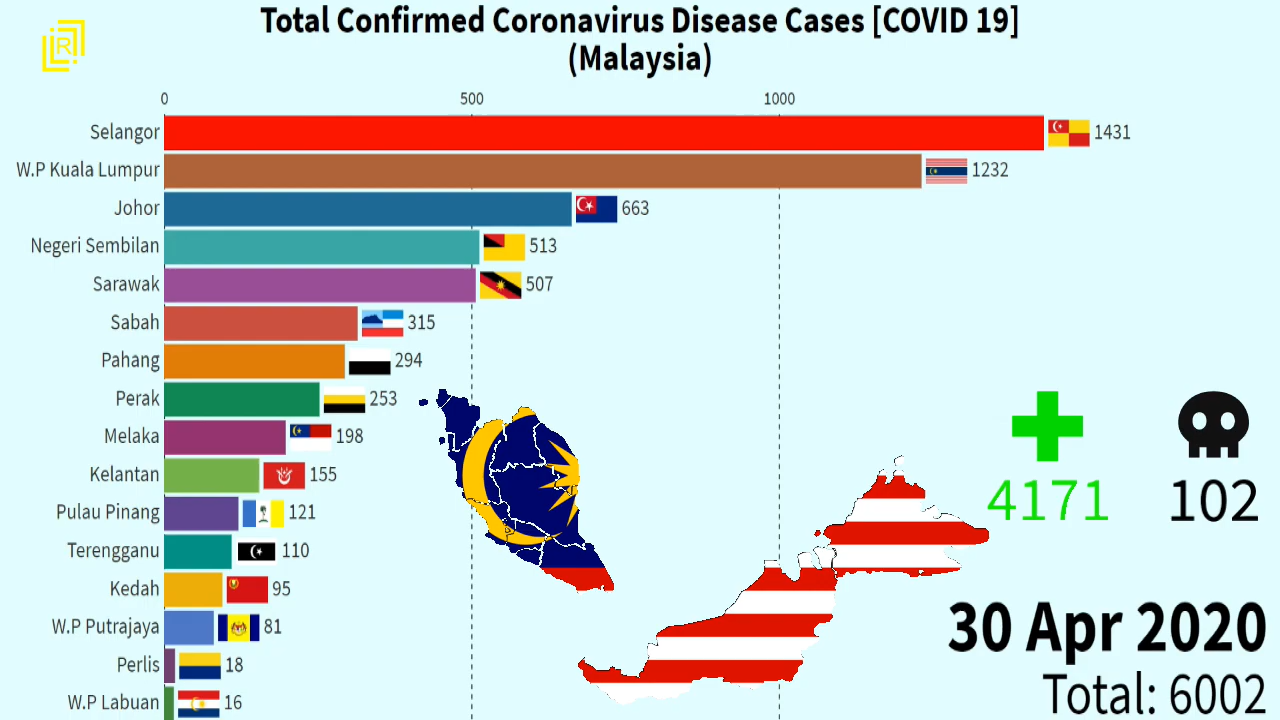 R
Total Confirmed Coronavirus Disease Cases [COVID 19]
(Malaysia)
0 500 1000
Selangor 1431
W.P Kuala Lumpur 1232
Johor 663
Negeri Sembilan 513
Sarawak 507
Sabah 315
Pahang 294
Perak 253
Melaka 198
Kelantan 155
Pulau Pinang 121
Terengganu 110
Kedah 95
W.P Putrajaya 81
Perlis 18
W.P Labuan 16
4171 102
30 Apr 2020
Total: 6002